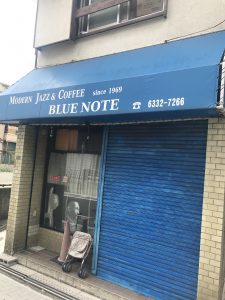 MODERN JAZZ & COFFEE since 1969
BLUE NOTE ☎ 6332-7266